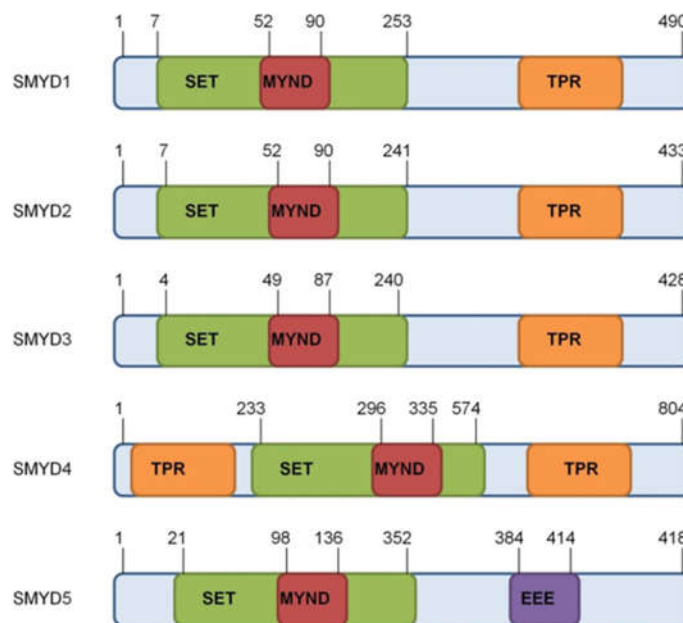 1 7 52 90 253 490
SMYD1 SET MYND TPR
1 7 52 90 241 433
SMYD2 SET MYND TPR
1 4 49 87 240 428
SMYD3 SET MYND TPR
1 233 296 335 574 804
SMYD4 TPR SET MYND TPR
1 21 98 136 352 384 414 418
SMYD5 SET MYND EEE